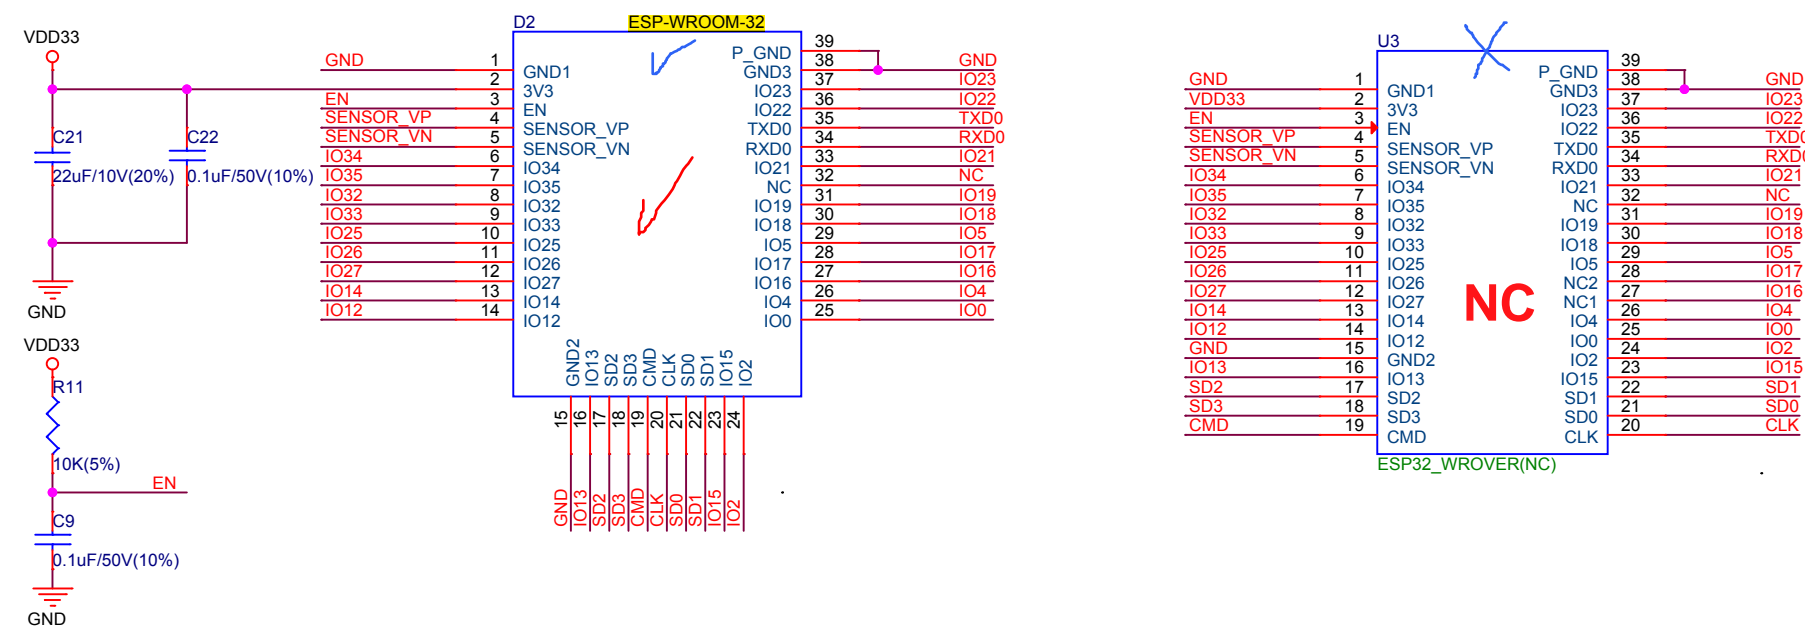 VDD33
C21
22uF/10V(20%)
C22
0.1uF/50V(10%)
GND
VDD33
R11
10K(5%)
EN
C9
0.1uF/50V(10%)
GND
D2 ESP-WROOM-32
GND 1 GND1
2 3V3
EN 3 EN
SENSOR_VP 4 SENSOR_VP
SENSOR_VN 5 SENSOR_VN
IO34 6 IO34
IO35 7 IO35
IO32 8 IO32
IO33 9 IO33
IO25 10 IO25
IO26 11 IO26
IO27 12 IO27
IO14 13 IO14
IO12 14 IO12
P_GND 39
GND3 38 GND
IO23 37 IO23
IO22 36 IO22
TXD0 35 TXD0
RXD0 34 RXD0
IO21 33 IO21
NC 32 NC
IO19 31 IO19
IO18 30 IO18
IO5 29 IO5
IO17 28 IO17
IO16 27 IO16
IO4 26 IO4
IO0 25 IO0
GND2 15 GND
IO13 16 IO13
SD2 17 SD2
SD3 18 SD3
CMD 19 CMD
CLK 20 CLK
SD0 21 SD0
SD1 22 SD1
IO15 23 IO15
IO2 24 IO2
U3
GND 1 GND1
VDD33 2 3V3
EN 3 EN
SENSOR_VP 4 SENSOR_VP
SENSOR_VN 5 SENSOR_VN
IO34 6 IO34
IO35 7 IO35
IO32 8 IO32
IO33 9 IO33
IO25 10 IO25
IO26 11 IO26
IO27 12 IO27
IO14 13 IO14
IO12 14 IO12
GND 15 GND2
IO13 16 IO13
SD2 17 SD2
SD3 18 SD3
CMD 19 CMD
NC
P_GND 39
GND3 38 GND
IO23 37 IO23
IO22 36 IO22
TXD0 35 TXD0
RXD0 34 RXD0
IO21 33 IO21
NC 32 NC
IO19 31 IO19
IO18 30 IO18
IO5 29 IO5
NC2 28 IO17
NC1 27 IO16
IO4 26 IO4
IO0 25 IO0
IO2 24 IO2
IO15 23 IO15
SD1 22 SD1
SD0 21 SD0
CLK 20 CLK
ESP32_WROVER(NC)